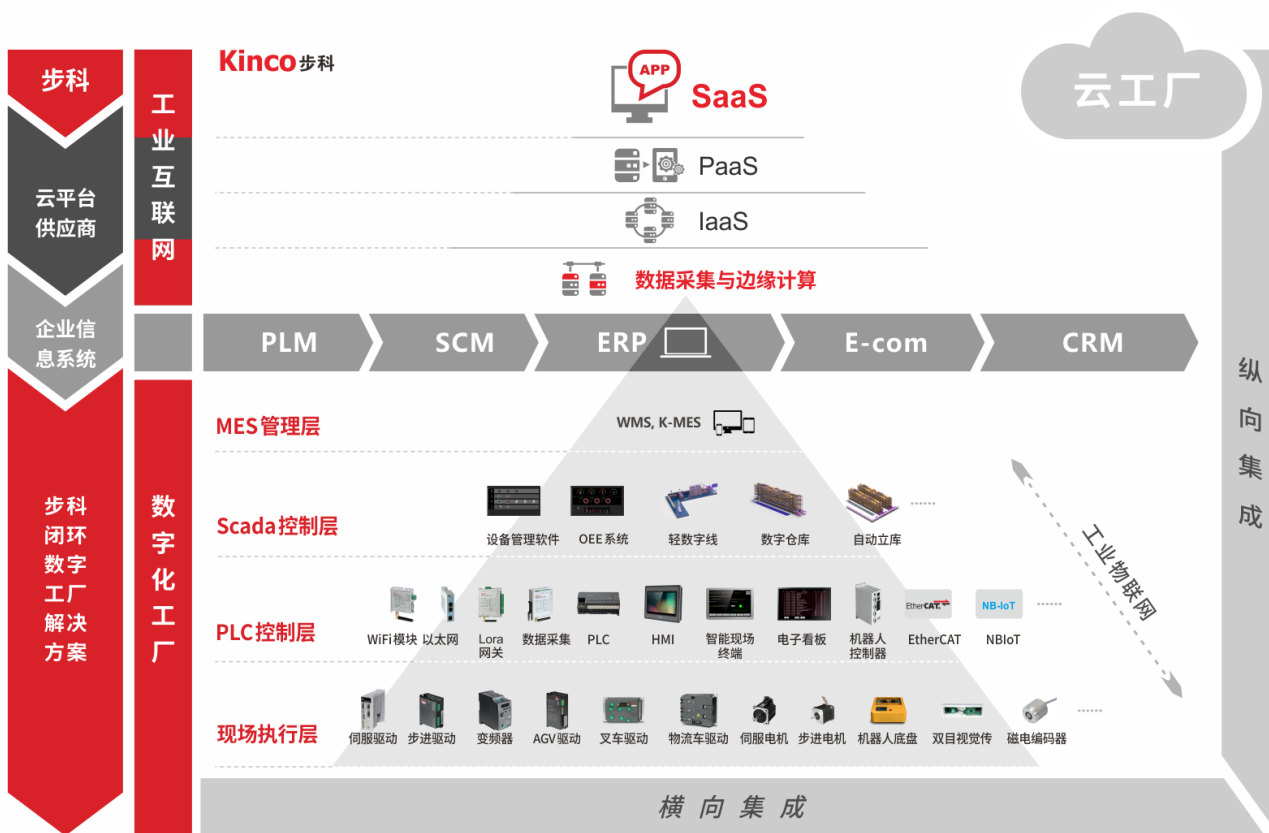 Kinco步科
云工厂
步科
云平台
供应商
企业信
息系统
步科
闭环
数字
工厂
解决
方案
工业互联网
数字化工厂
APP
SaaS
PaaS
IaaS
数据采集与边缘计算
PLM
SCM
ERP
E-com
CRM
MES管理层
WMS, K-MES
Scada控制层
设备管理软件
OEE系统
轻数字线
数字仓库
自动立库
PLC控制层
EtherCAT
NB-IoT
WiFi模块
以太网
Lora
网关
数据采集
PLC
HMI
智能现场
终端
电子看板
机器人
控制器
EtherCAT
NBIoT
现场执行层
伺服驱动
步进驱动
变频器
AGV驱动
叉车驱动
物流车驱动
伺服电机
步进电机
机器人底盘
双目视觉传
磁电编码器
工业物联网
纵向集成
横向集成